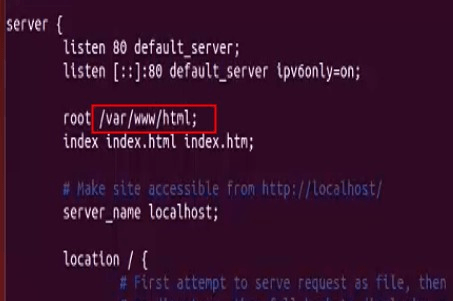 server {
listen 80 default_server;
listen [::]:80 default_server ipv6only=on;
root /var/www/html;
index index.html index.htm;
# Make site accessible from http://localhost/
server_name localhost;
location / {
# First attempt to serve request as file, then